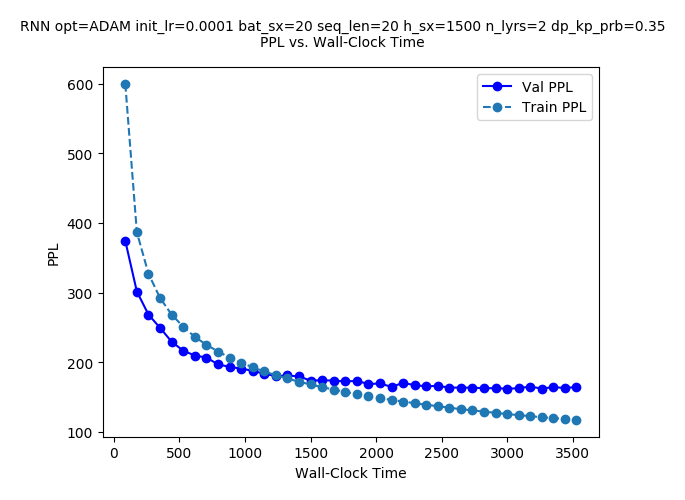 RNN opt=ADAM init_lr=0.0001 bat_sx=20 seq_len=20 h_sx=1500 n_lyrs=2 dp_kp_prb=0.35
PPL vs. Wall-Clock Time
Val PPL
Train PPL
600
500
400
300
200
100
PPL
0
500
1000
1500
2000
2500
3000
3500
Wall-Clock Time